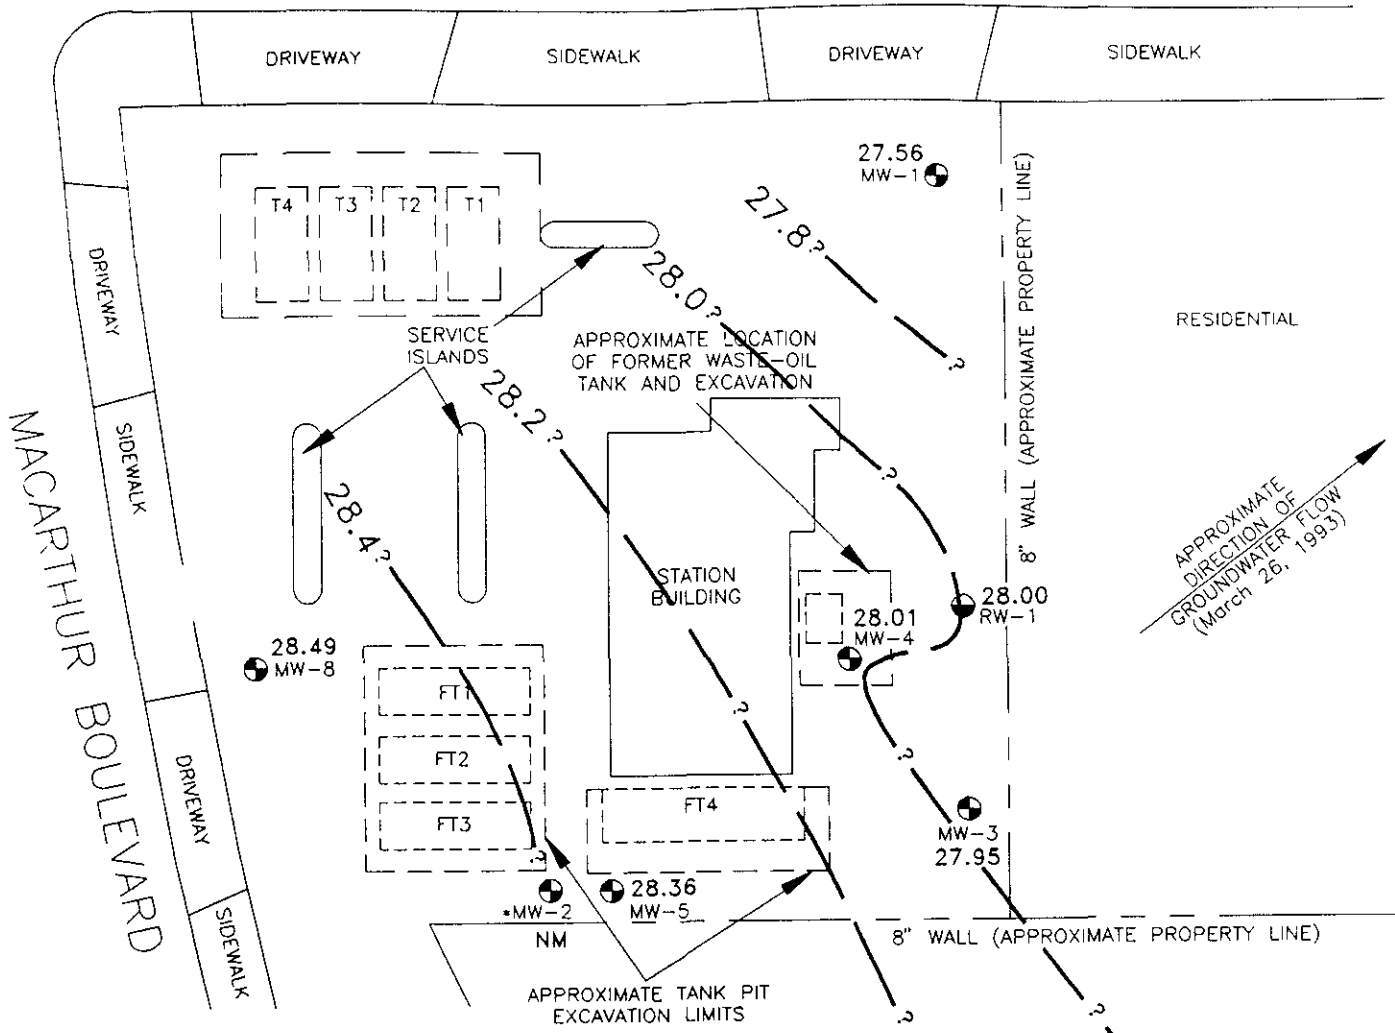 DRIVEWAY
SIDEWALK
DRIVEWAY
SIDEWALK
27.56
MW-1
T4
T3
T2
T1
27.8?
28.0?
?
?
8" WALL (APPROXIMATE PROPERTY LINE)
RESIDENTIAL
DRIVEWAY
SERVICE
ISLANDS
APPROXIMATE LOCATION
OF FORMER WASTE-OIL
TANK AND EXCAVATION
28.2?
SIDEWALK
28.4?
?
MACARTHUR BOULEVARD
APPROXIMATE
DIRECTION OF
GROUNDWATER FLOW
(March 26, 1993)
STATION
BUILDING
28.00
RW-1
28.01
MW-4
28.49
MW-8
FT1
?
?
FT2
DRIVEWAY
FT3
FT4
?
MW-3
27.95
*MW-2
NM
28.36
MW-5
SIDEWALK
8" WALL (APPROXIMATE PROPERTY LINE)
APPROXIMATE TANK PIT
EXCAVATION LIMITS
?
?